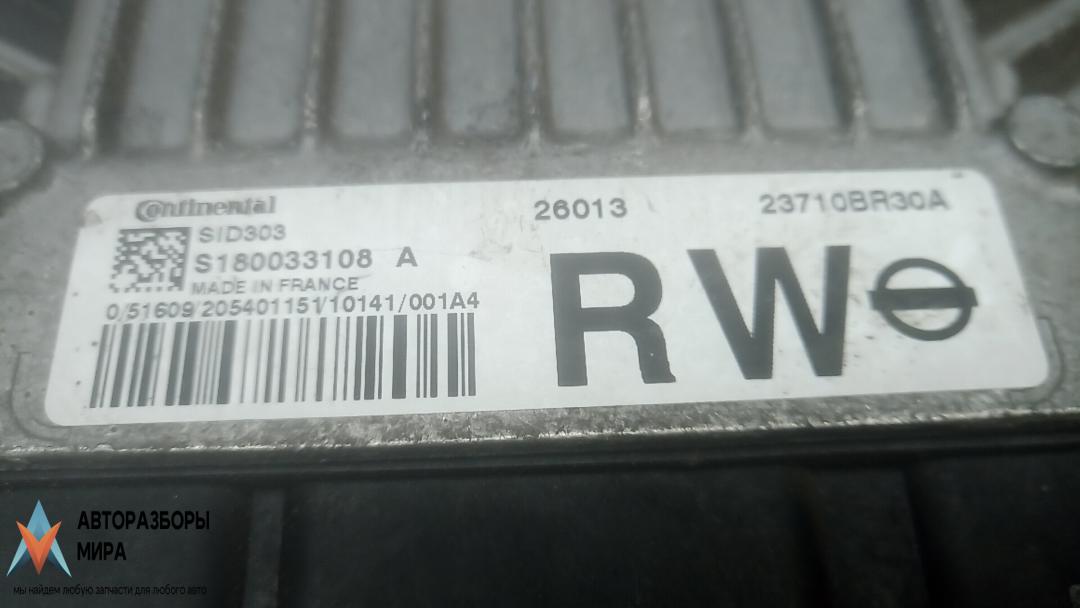 Continental
SID303
S180033108 A
MADE IN FRANCE
0/51609/205401151/10141/001A4
26013
23710BR30A
RW
АВТОРАЗБОРЫ
МИРА
мы найдем любую запчасти для любого авто